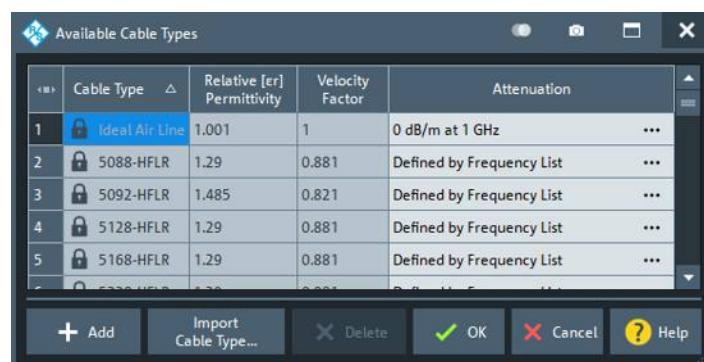 Available Cable Types
Cable Type
Relative [εr]
Permittivity
Velocity
Factor
Attenuation
1 Ideal Air Line 1.001 1 0 dB/m at 1 GHz ...
2 5088-HFLR 1.29 0.881 Defined by Frequency List ...
3 5092-HFLR 1.485 0.821 Defined by Frequency List ...
4 5128-HFLR 1.29 0.881 Defined by Frequency List ...
5 5168-HFLR 1.29 0.881 Defined by Frequency List ...
Add
Import
Cable Type...
Delete
OK
Cancel
? Help